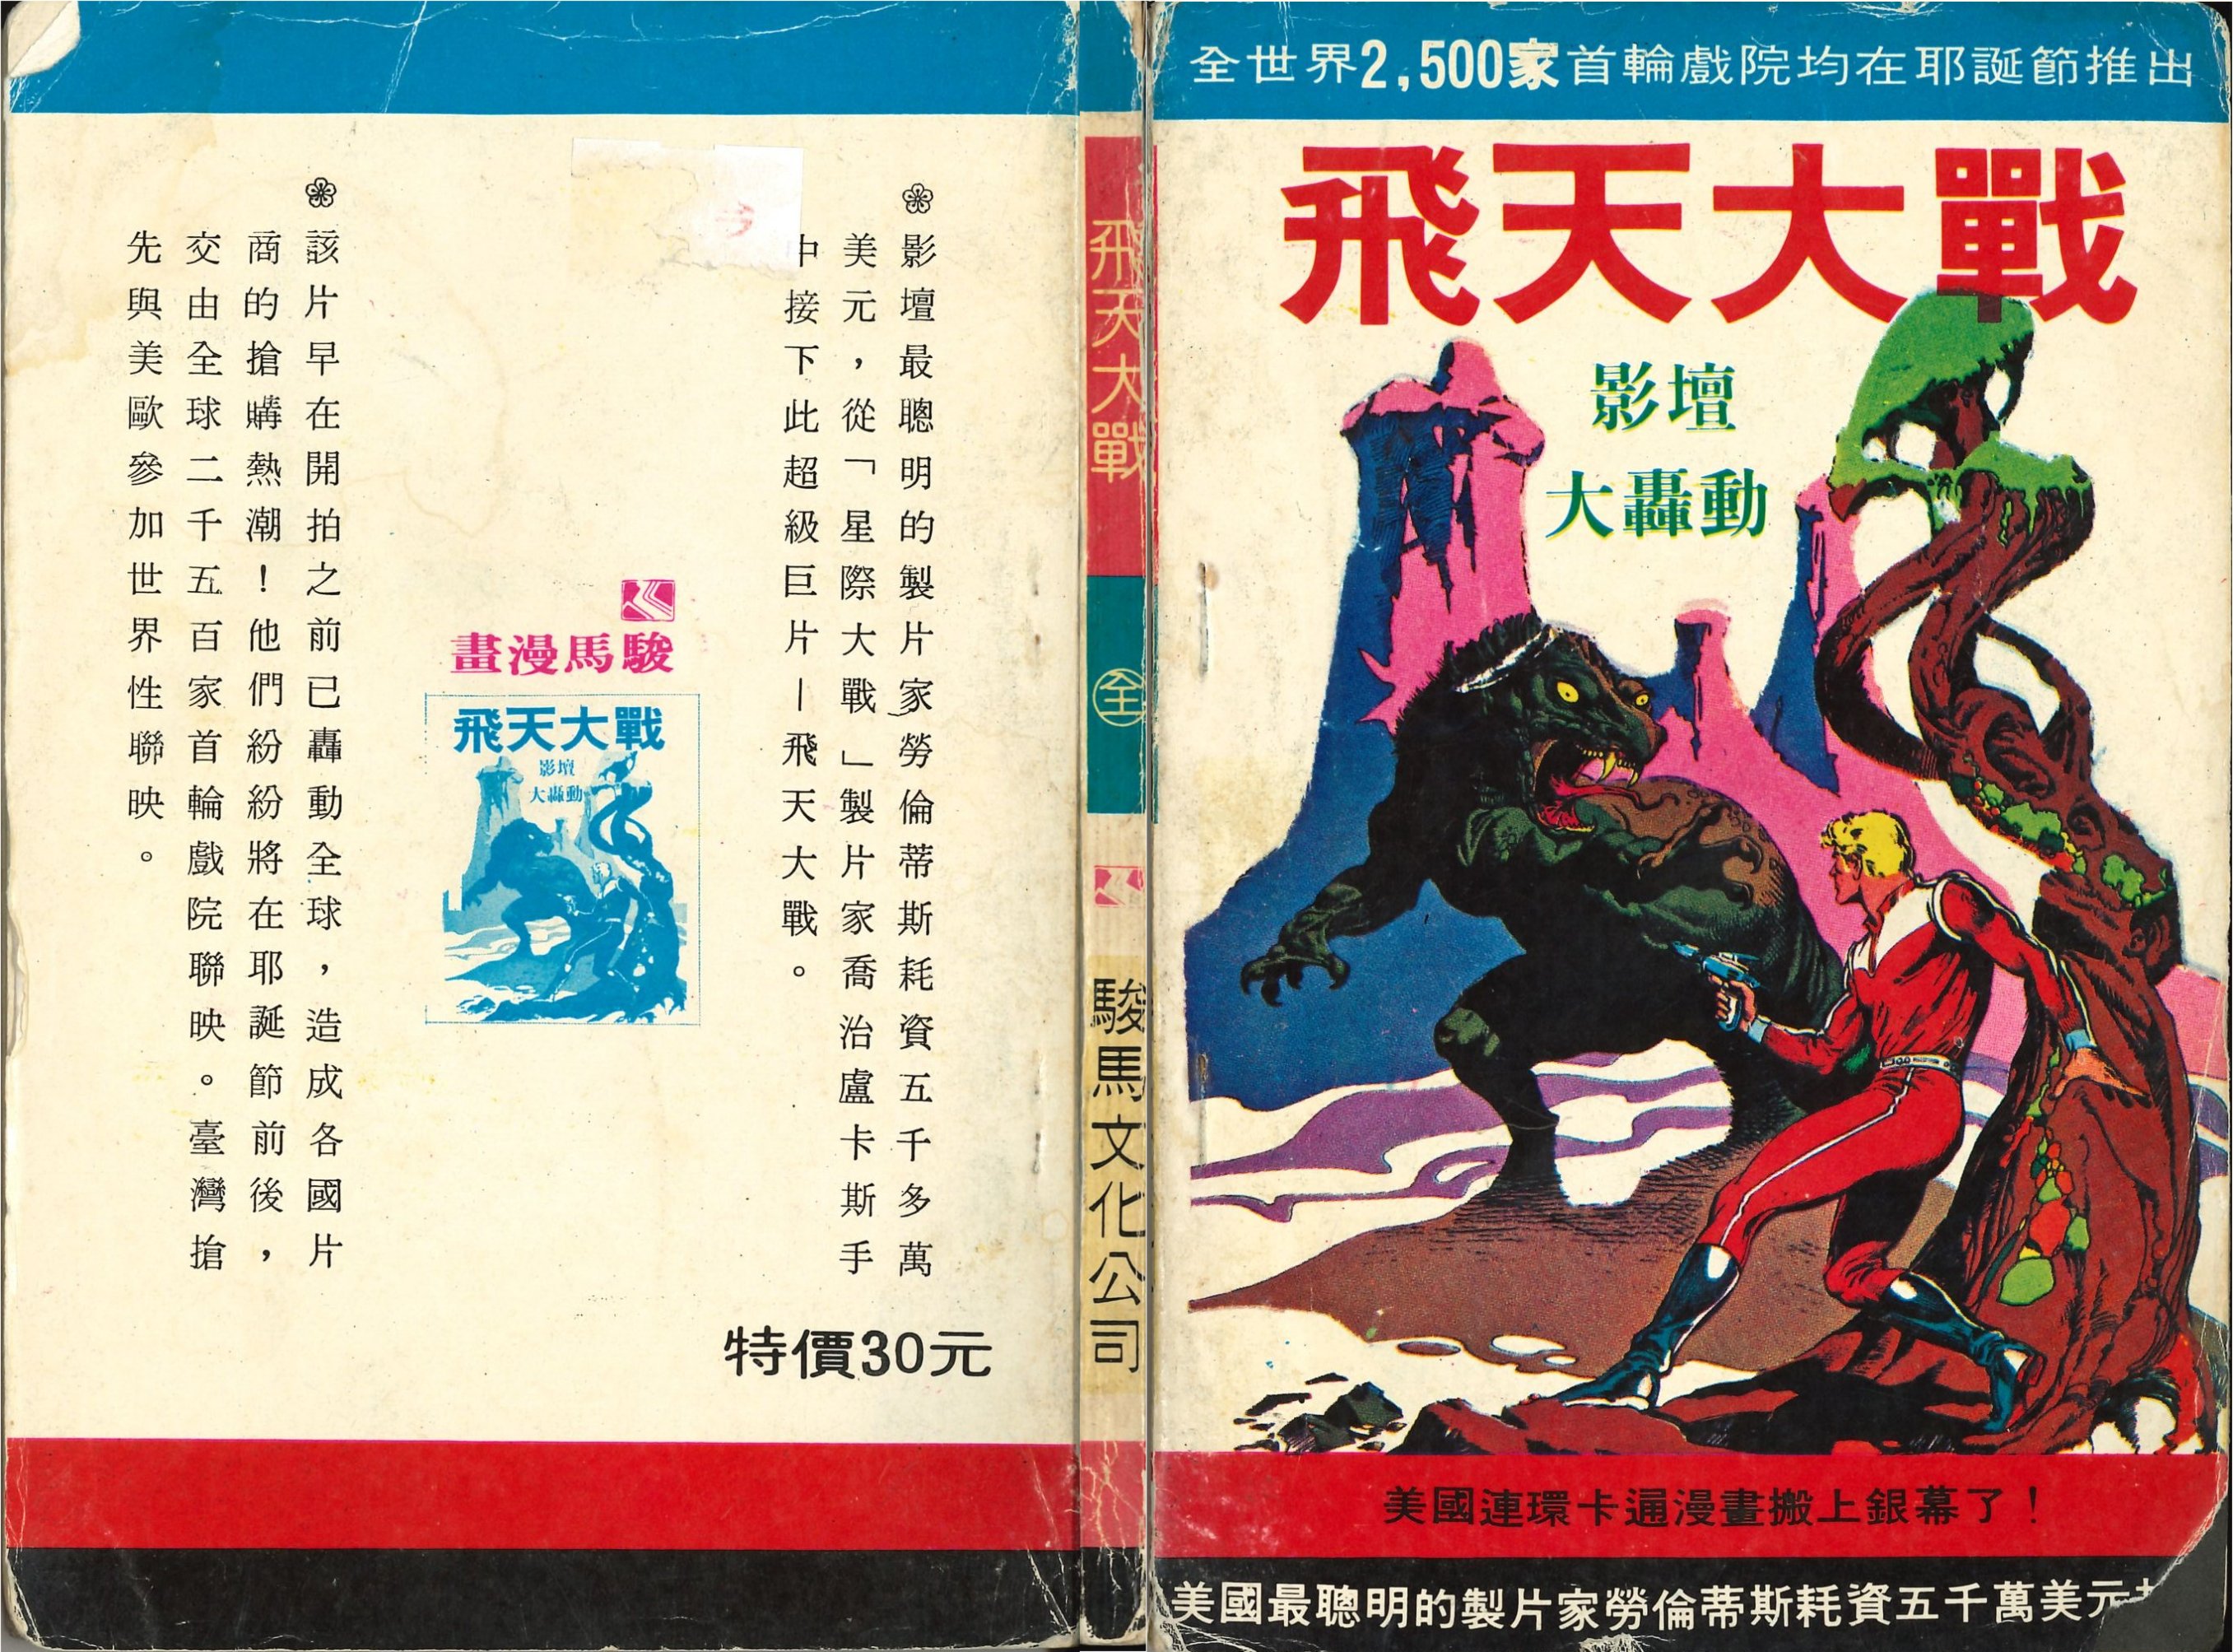 全世界2,500家首輪戲院均在耶誕節推出
飛天大戰
影壇
大轟動
美國連環卡通漫畫搬上銀幕了!
美國最聰明的製片家勞倫蒂斯耗資五千萬美元
飛天大戰
全
駿馬文化公司
影壇最聰明的製片家勞倫蒂斯耗資五千多萬
美元,從「星際大戰」製片家喬治盧卡斯手
中接下此超級巨片—飛天大戰。
駿馬漫畫
飛天大戰
影壇
大轟動
該片早在開拍之前已轟動全球,造成各國片
商的搶購熱潮!他們紛紛將在耶誕節前後,
交由全球二千五百家首輪戲院聯映。臺灣搶
先與美歐參加世界性聯映。
特價30元